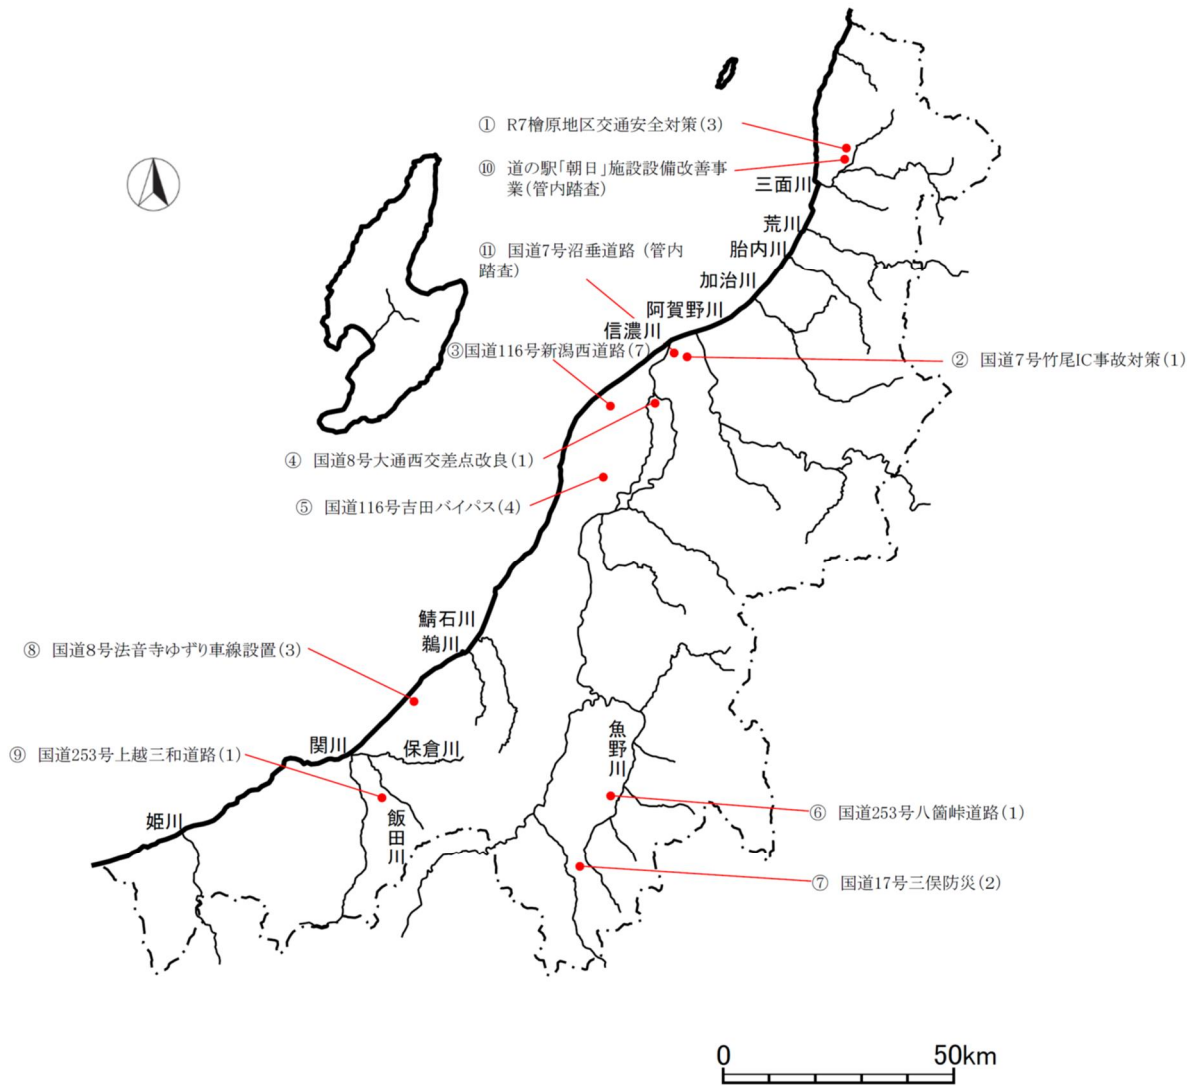 ① R7檜原地区交通安全対策(3)
⑩ 道の駅「朝日」施設設備改善事
業(管内踏査)
三面川
荒川
⑪ 国道7号沼垂道路 (管内
踏査)
胎内川
加治川
阿賀野川
信濃川
③国道116号新潟西道路(7)
② 国道7号竹尾IC事故対策(1)
④ 国道8号大通西交差点改良(1)
⑤ 国道116号吉田バイパス(4)
鯖石川
鵜川
⑧ 国道8号法音寺ゆずり車線設置(3)
関川
保倉川
⑨ 国道253号上越三和道路(1)
魚野川
⑥ 国道253号八箇峠道路(1)
姫川
飯田川
⑦ 国道17号三俣防災(2)
0 50km